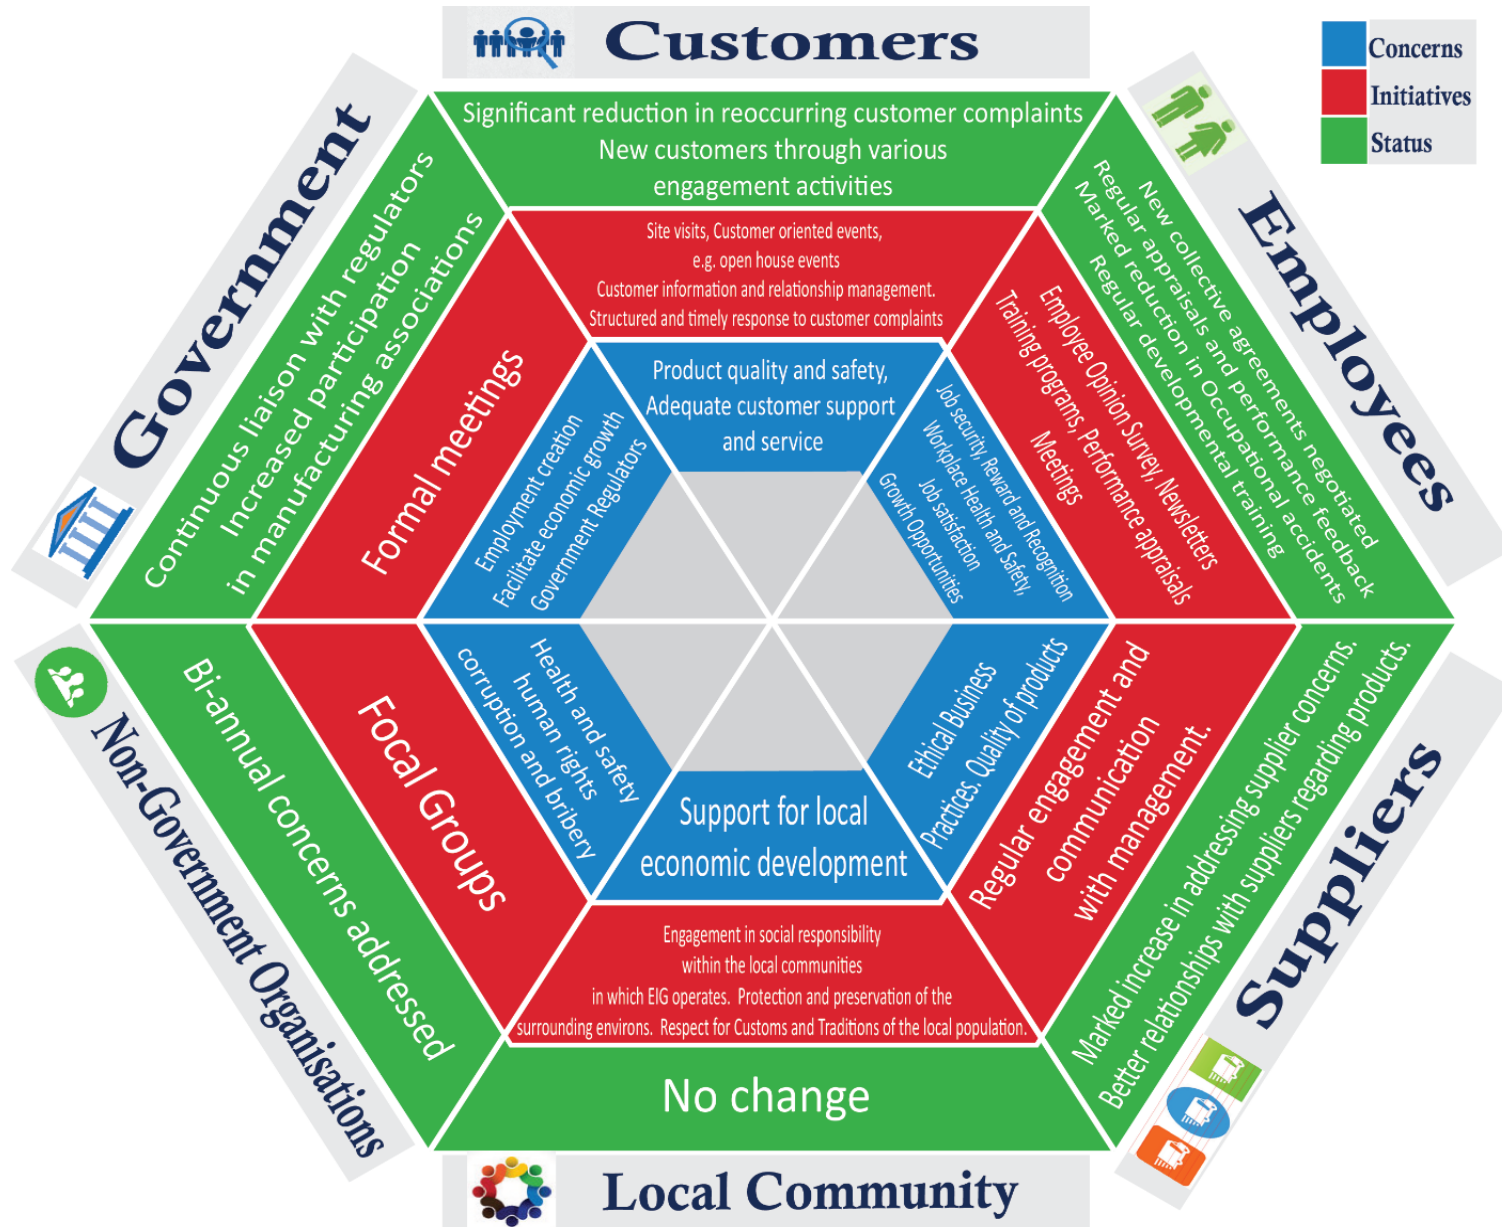 Customers
Concerns
Initiatives
Status
Significant reduction in reoccurring customer complaints
New customers through various
engagement activities
Site visits, Customer oriented events,
e.g. open house events
Customer information and relationship management.
Structured and timely response to customer complaints
Product quality and safety,
Adequate customer support
and service
Employees
New collective agreements negotiated
Regular appraisals and performance feedback
Marked reduction in Occupational accidents
Regular developmental training
Employee Opinion Survey, Newsletters
Training programs, Performance appraisals
Meetings
Job security, Reward and Recognition
Workplace Health and Safety,
Job satisfaction
Growth Opportunities
Suppliers
Marked increase in addressing supplier concerns.
Better relationships with suppliers regarding products.
Regular engagement and
communication
with management.
Ethical Business
Practices. Quality of products
Local Community
No change
Engagement in social responsibility
within the local communities
in which EIG operates. Protection and preservation of the
surrounding environs. Respect for Customs and Traditions of the local population.
Support for local
economic development
Non-Government Organisations
Bi-annual concerns addressed
Focal Groups
Health and safety
human rights
corruption and bribery
Government
Continuous liaison with regulators
Increased participation
in manufacturing associations
Formal meetings
Employment creation
Facilitate economic growth
Government Regulators